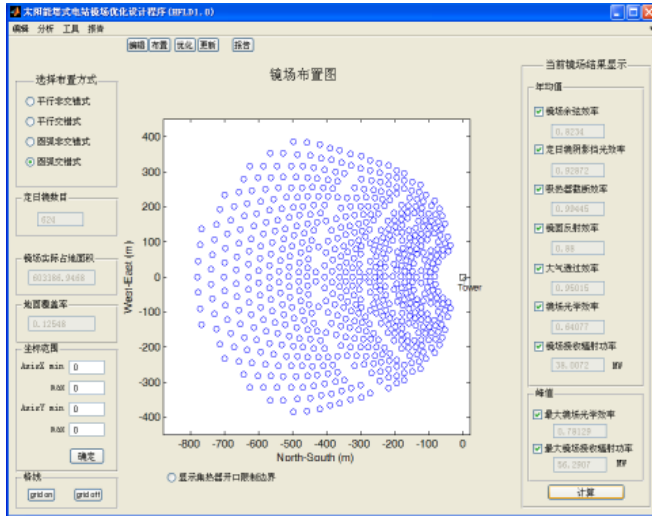 太阳能塔式电站镜场优化设计程序(HFLD1.0)
编辑 分析 工具 报告
编辑 布置 优化 更新 报告
选择布置方式
平行非交错式
平行交错式
圆弧非交错式
圆弧交错式
定日镜数目
624
镜场实际占地面积
地面覆盖率
0.12548
坐标范围
AxisX min 0
max 0
AxisY min 0
max 0
确定
格线
grid on grid off
镜场布置图
West-East (m)
400
300
200
100
0
-100
-200
-300
-400
Tower
-800 -700 -600 -500 -400 -300 -200 -100 0
North-South (m)
显示集热器开口限制边界
当前镜场结果显示
年均值
镜场余弦效率
0.8234
定日镜阴影挡光效率
0.92872
吸热器截断效率
0.99445
镜面反射效率
0.88
大气透过效率
0.95015
镜场光学效率
0.64077
镜场接收辐射功率
38.5072 MW
峰值
最大镜场光学效率
0.78129
最大镜场接收辐射功率
56.2907 MW
计算